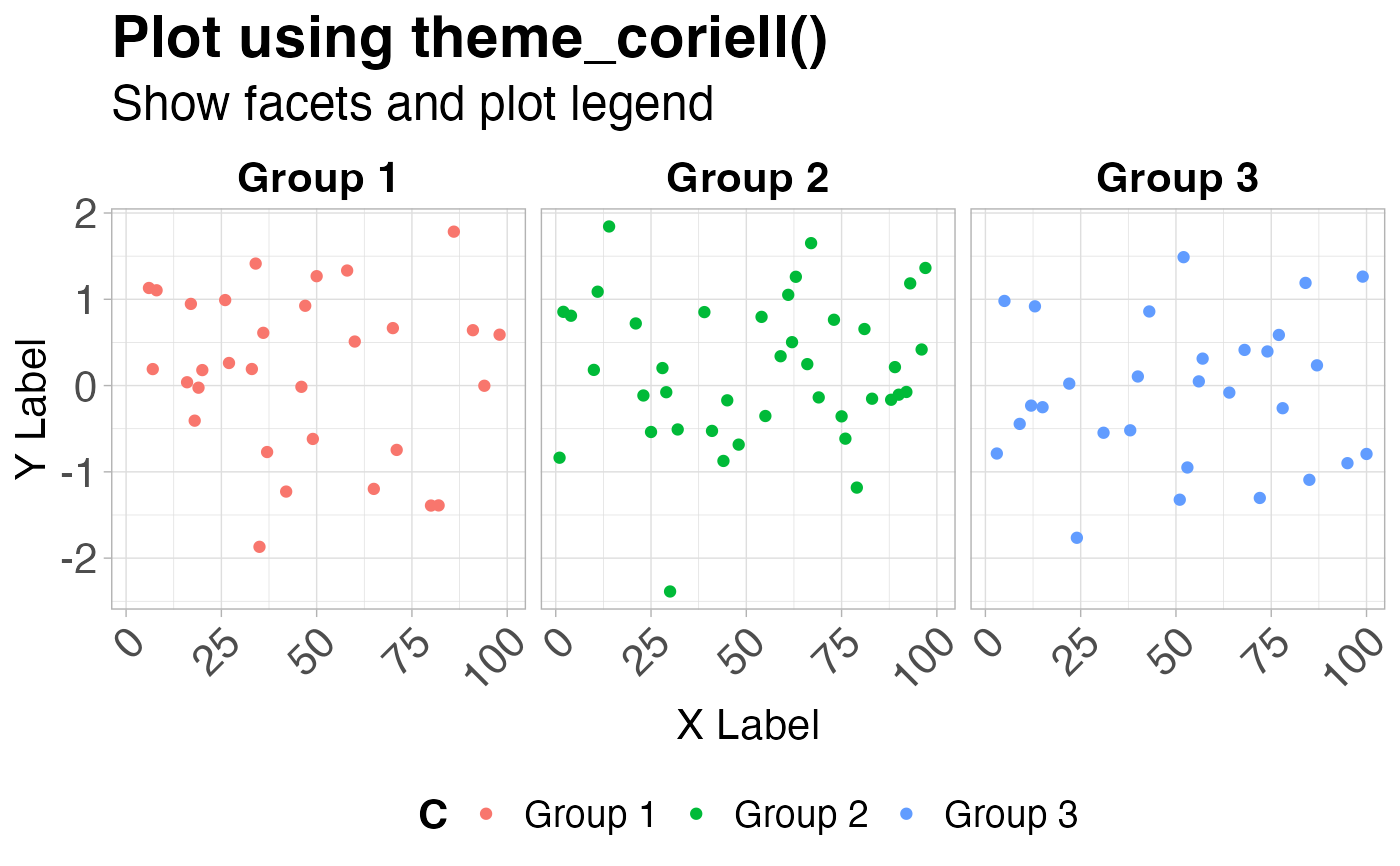 Plot using theme_coriell()
Show facets and plot legend
Group 1 Group 2 Group 3
Y Label
2
1
0
-1
-2
0 25 50 75 100 0 25 50 75 100 0 25 50 75 100
X Label
C Group 1 Group 2 Group 3